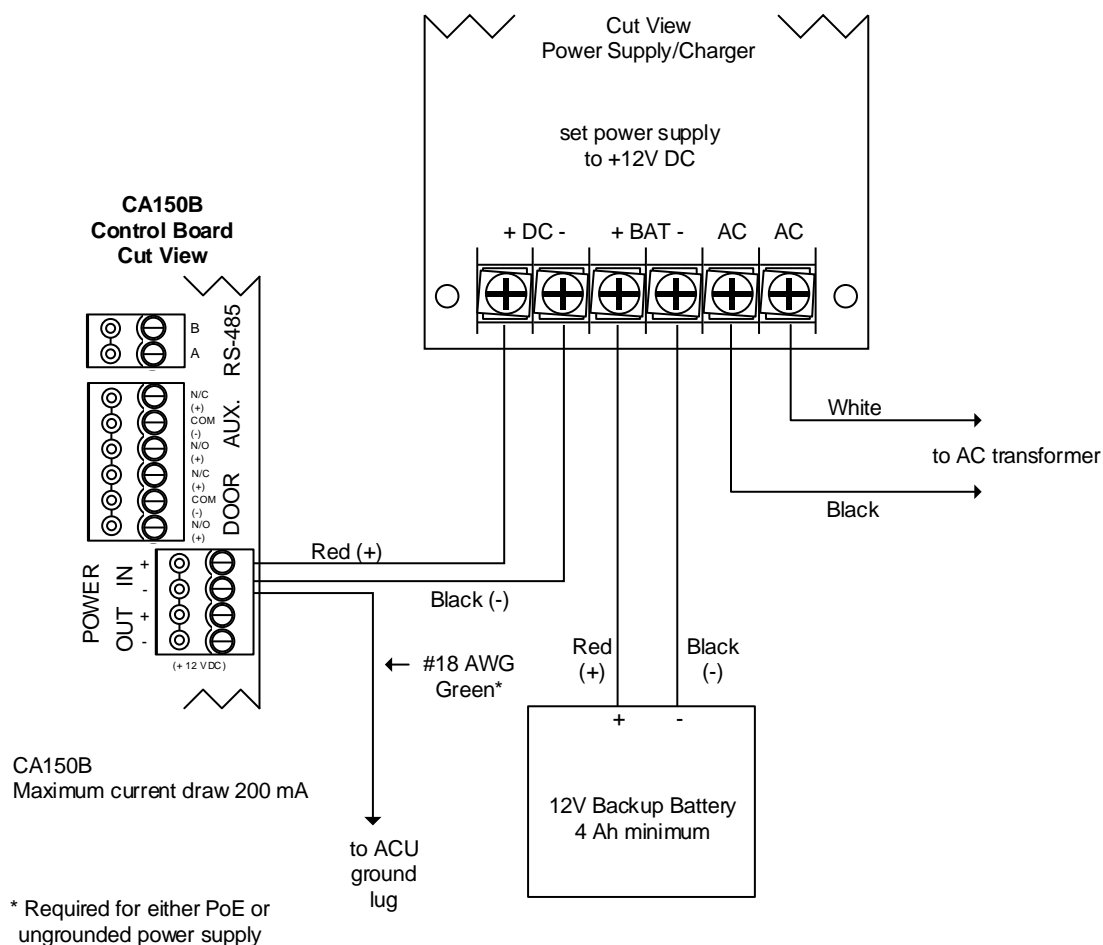 Cut View
Power Supply/Charger
set power supply
to +12V DC
+ DC -
+ BAT -
AC
AC
CA150B
Control Board
Cut View
B
A
RS-485
N/C
(+)
COM
(-)
N/O
(+)
AUX.
N/C
(+)
COM
(-)
N/O
(+)
DOOR
POWER
IN
+
-
OUT
+
-
(+ 12 VDC)
Red (+)
Black (-)
White
to AC transformer
Black
#18 AWG
Green*
Red
(+)
Black
(-)
+
-
12V Backup Battery
4 Ah minimum
CA150B
Maximum current draw 200 mA
to ACU
ground
lug
* Required for either PoE or
ungrounded power supply